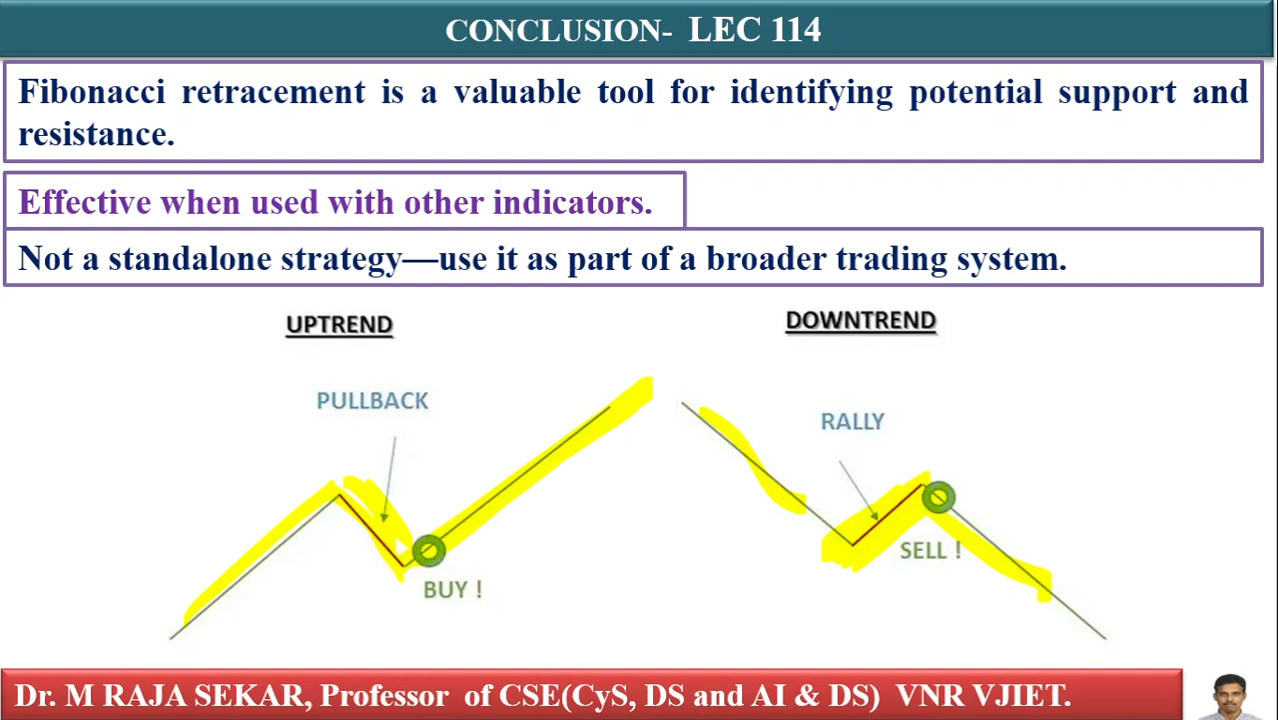 CONCLUSION- LEC 114
Fibonacci retracement is a valuable tool for identifying potential support and
resistance.
Effective when used with other indicators.
Not a standalone strategy—use it as part of a broader trading system.
UPTREND
DOWNTREND
PULLBACK
RALLY
BUY !
SELL !
Dr. M RAJA SEKAR, Professor of CSE(CyS, DS and AI & DS) VNR VJIET.